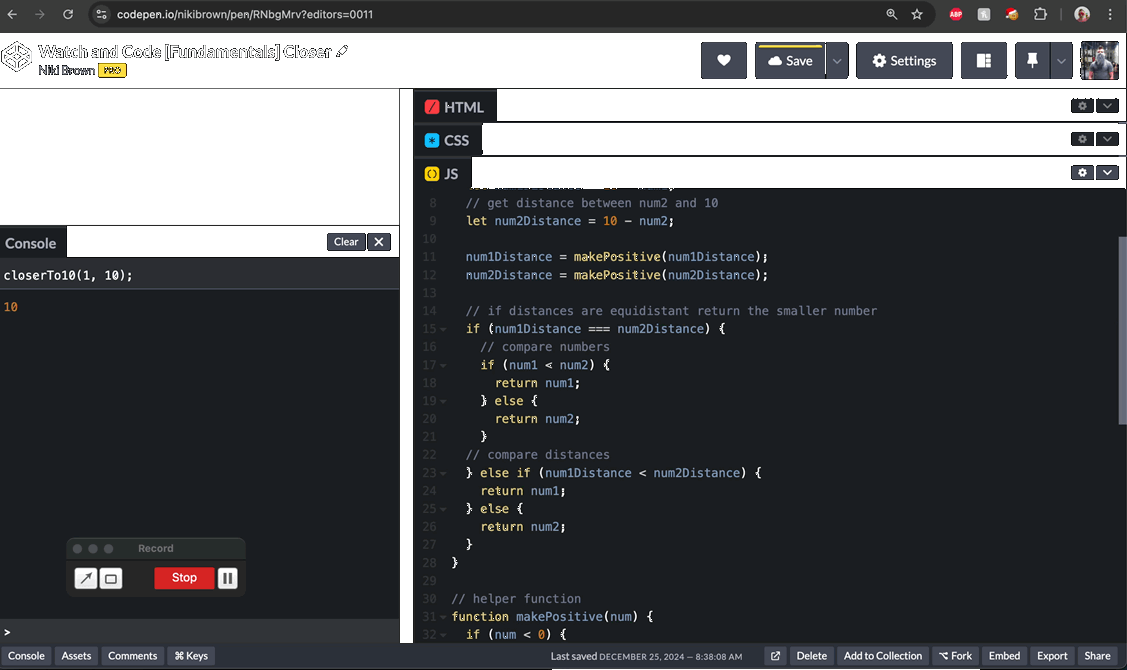 codepen.io/nikibrown/pen/RNbgMrv?editors=0011
ABP
Watch and Code [Fundamentals] Closer
Niki Brown PRO
Save
Settings
HTML
CSS
JS
Console
Clear
closerTo10(1, 10);
10
8 // get distance between num2 and 10
9 let num2Distance = 10 - num2;
10
11 num1Distance = makePositive(num1Distance);
12 num2Distance = makePositive(num2Distance);
13
14 // if distances are equidistant return the smaller number
15 if (num1Distance === num2Distance) {
16 // compare numbers
17 if (num1 < num2) {
18 return num1;
19 } else {
20 return num2;
21 }
22 // compare distances
23 } else if (num1Distance < num2Distance) {
24 return num1;
25 } else {
26 return num2;
27 }
28 }
29
30 // helper function
31 function makePositive(num) {
32 if (num < 0) {
Record
Stop
>
Console Assets Comments ⌘ Keys
Last saved DECEMBER 25, 2024 — 8:38:08 AM
Delete Add to Collection ⌥ Fork Embed Export Share